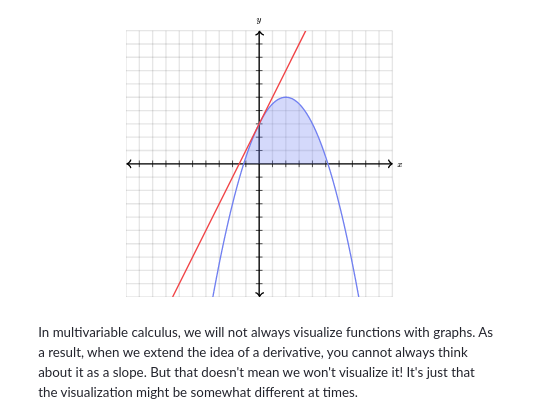 y
x
In multivariable calculus, we will not always visualize functions with graphs. As
a result, when we extend the idea of a derivative, you cannot always think
about it as a slope. But that doesn't mean we won't visualize it! It's just that
the visualization might be somewhat different at times.